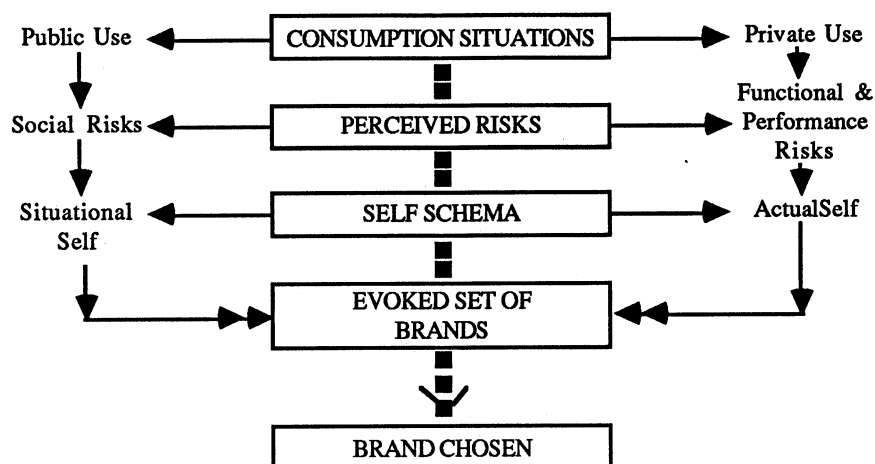 Public Use
CONSUMPTION SITUATIONS
Private Use
Social Risks
PERCEIVED RISKS
Functional &
Performance
Risks
Situational
Self
SELF SCHEMA
ActualSelf
EVOKED SET OF
BRANDS
BRAND CHOSEN